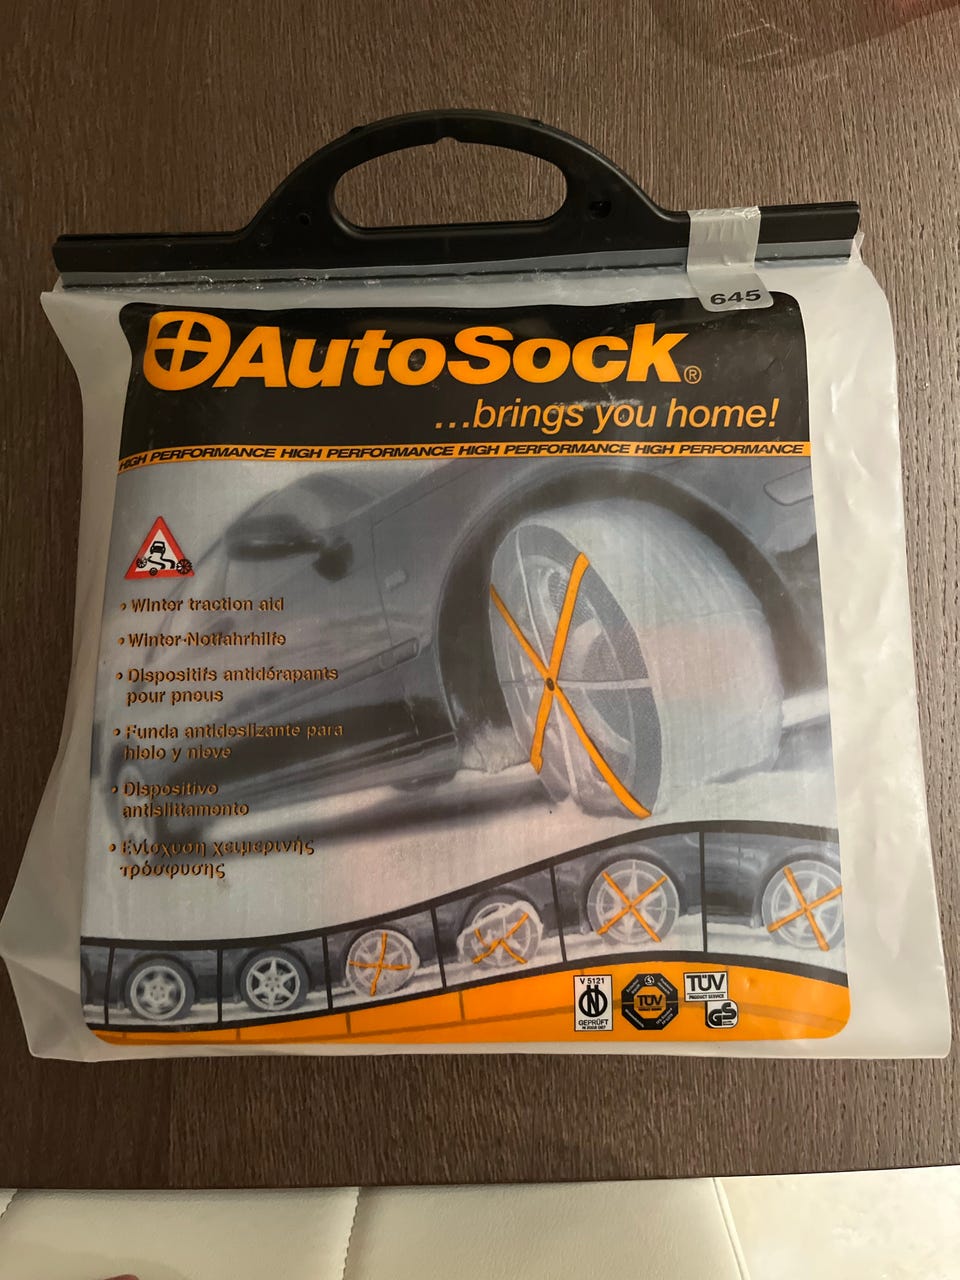 645
AutoSock®
...brings you home!
HIGH PERFORMANCE HIGH PERFORMANCE HIGH PERFORMANCE HIGH PERFORMANCE
• Winter traction aid
• Winter-Notfahrhilfe
• Dispositifs antidérapants
pour pneus
• Funda antideslizante para
hielo y nieve
• Dispositivo
antislittamento
• Ενίσχυση χειμερινής
πρόσφυσης
V 5121
N
GEPRÜFT
TÜV
TÜV
PRODUCT SERVICE
GS